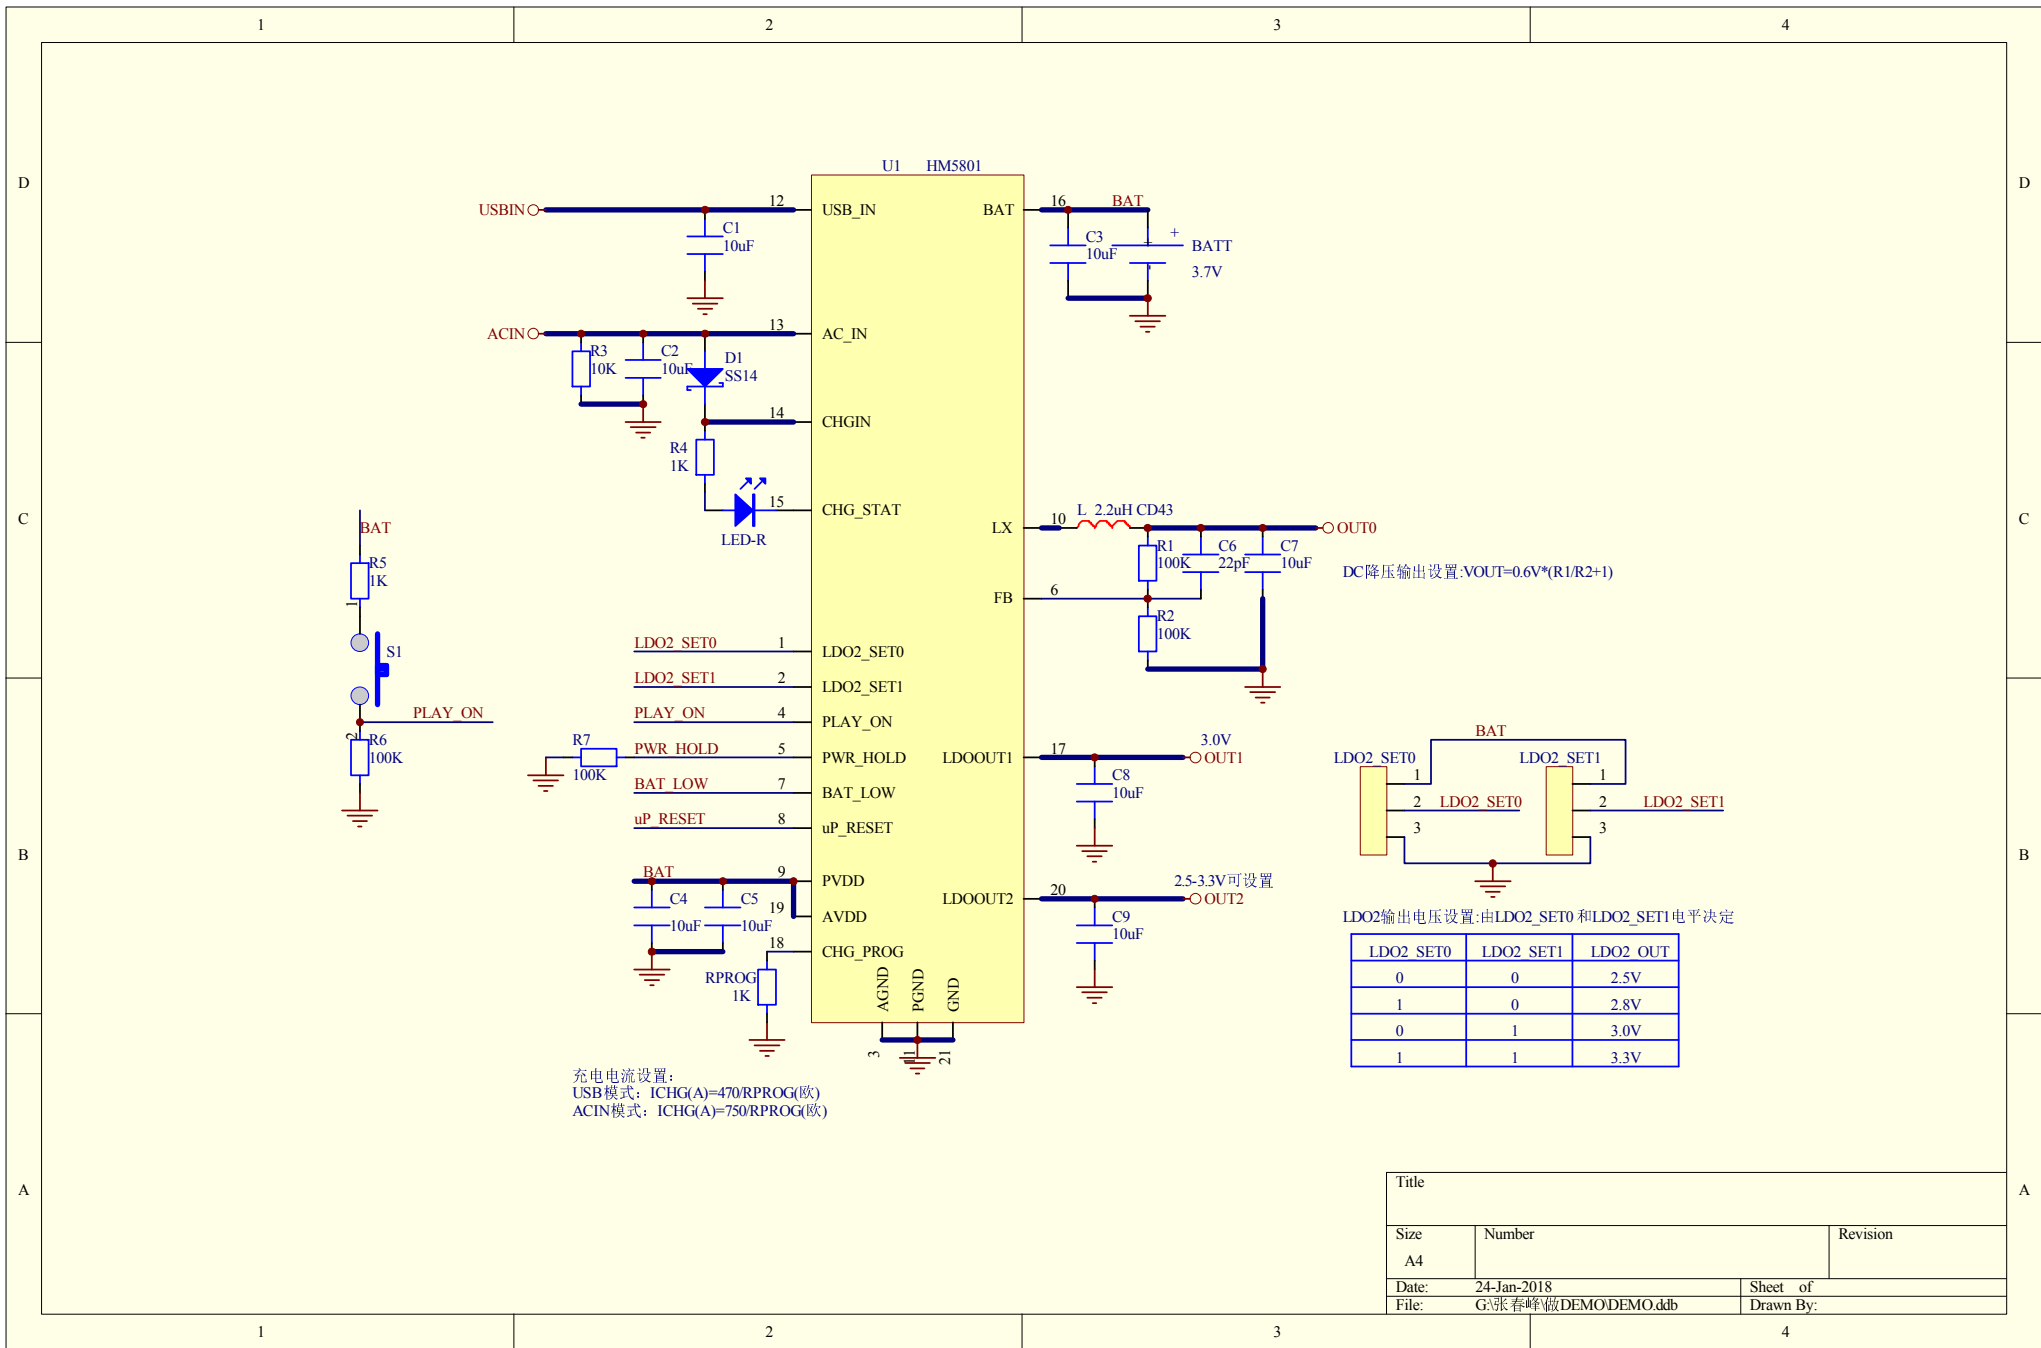 1 2 3 4
D
D
U1 HM5801
USBIN
12
USB_IN
BAT
16
BAT
C1
10uF
C3
10uF
+
BATT
3.7V
ACIN
13
AC_IN
R3
10K
C2
10uF
D1
SS14
14
CHGIN
R4
1K
15
CHG_STAT
LED-R
C
C
BAT
R5
1K
1
S1
PLAY_ON
2
R6
100K
LX
10
L 2.2uH CD43
OUT0
R1
100K
C6
22pF
C7
10uF
DC降压输出设置:VOUT=0.6V*(R1/R2+1)
FB
6
R2
100K
LDO2_SET0
1
LDO2_SET0
LDO2_SET1
2
LDO2_SET1
PLAY_ON
4
PLAY_ON
R7
100K
PWR_HOLD
5
PWR_HOLD
BAT_LOW
7
BAT_LOW
uP_RESET
8
uP_RESET
LDOOUT1
17
3.0V
OUT1
C8
10uF
BAT
LDO2_SET0
LDO2_SET1
1
2
3
LDO2_SET0
1
2
3
LDO2_SET1
B
B
BAT
9
PVDD
C4
10uF
C5
10uF
19
AVDD
18
CHG_PROG
RPROG
1K
LDOOUT2
20
2.5-3.3V可设置
OUT2
C9
10uF
AGND
PGND
GND
3
11
21
LDO2输出电压设置:由LDO2_SET0 和LDO2_SET1电平决定
LDO2_SET0 LDO2_SET1 LDO2_OUT
0 0 2.5V
1 0 2.8V
0 1 3.0V
1 1 3.3V
充电电流设置:
USB模式：ICHG(A)=470/RPROG(欧)
ACIN模式：ICHG(A)=750/RPROG(欧)
A
A
Title
Size Number Revision
A4
Date: 24-Jan-2018 Sheet of
File: G:\张春峰\做DEMO\DEMO.ddb Drawn By:
1 2 3 4